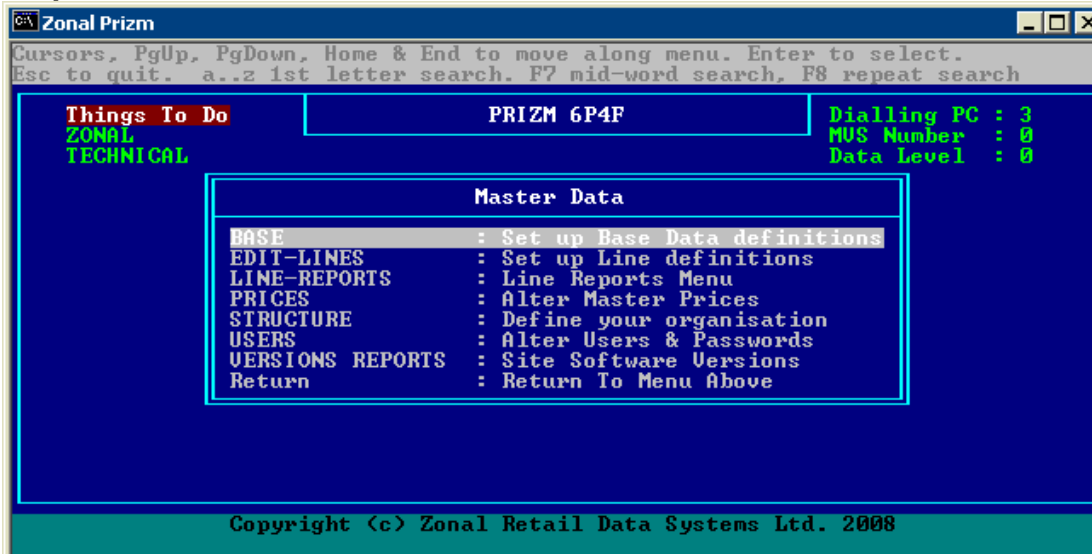 Zonal Prizm
Cursors, PgUp, PgDown, Home & End to move along menu. Enter to select.
Esc to quit. a..z 1st letter search. F7 mid-word search, F8 repeat search
Things To Do
ZONAL
TECHNICAL
PRIZM 6P4F
Dialling PC : 3
MVS Number : 0
Data Level : 0
Master Data
BASE : Set up Base Data definitions
EDIT-LINES : Set up Line definitions
LINE-REPORTS : Line Reports Menu
PRICES : Alter Master Prices
STRUCTURE : Define your organisation
USERS : Alter Users & Passwords
VERSIONS REPORTS : Site Software Versions
Return : Return To Menu Above
Copyright (c) Zonal Retail Data Systems Ltd. 2008